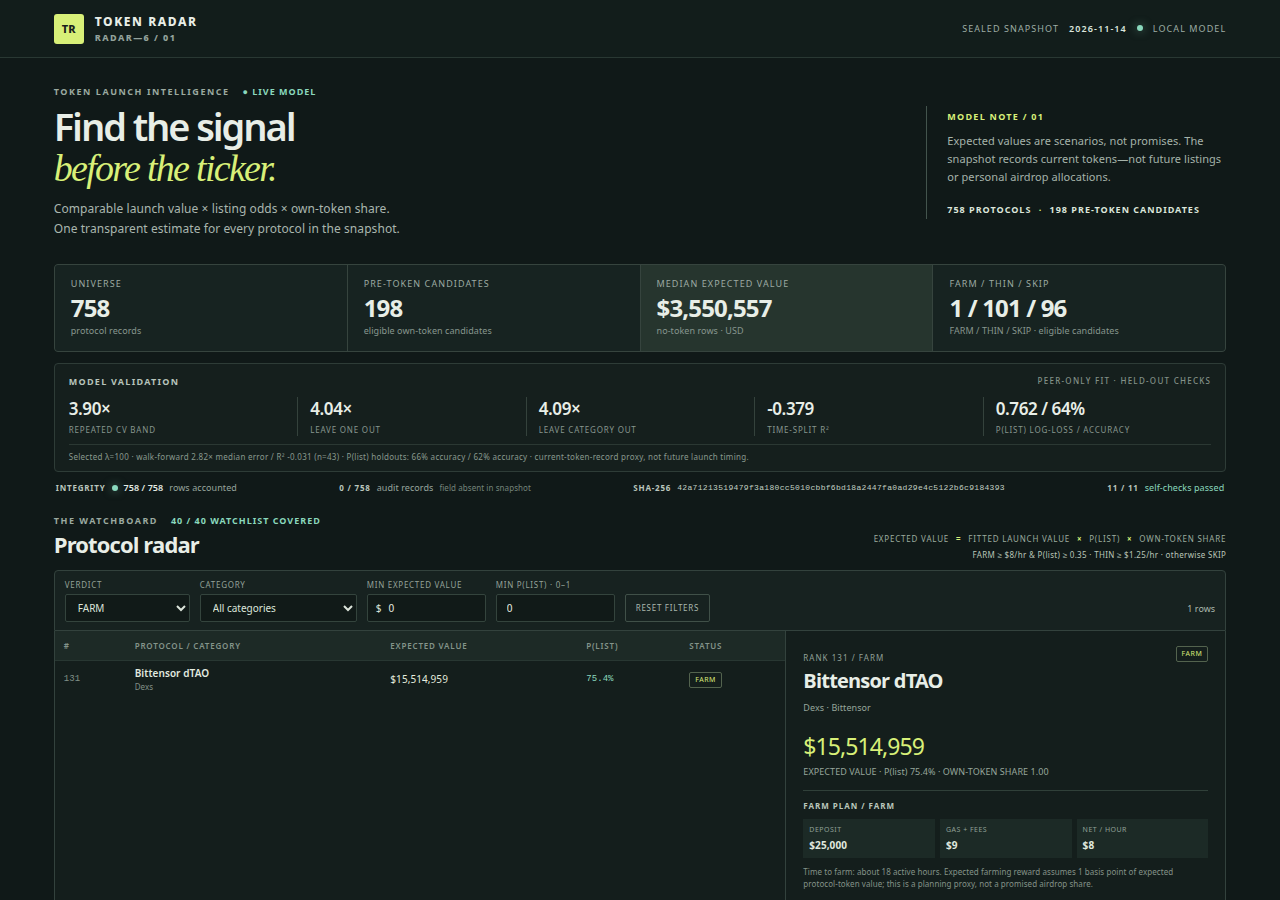 TR
TOKEN RADAR
RADAR—6 / 01
SEALED SNAPSHOT 2026-11-14 LOCAL MODEL
TOKEN LAUNCH INTELLIGENCE ● LIVE MODEL
Find the signal
before the ticker.
Comparable launch value × listing odds × own-token share.
One transparent estimate for every protocol in the snapshot.
MODEL NOTE / 01
Expected values are scenarios, not promises. The
snapshot records current tokens—not future listings
or personal airdrop allocations.
758 PROTOCOLS · 198 PRE-TOKEN CANDIDATES
UNIVERSE
758
protocol records
PRE-TOKEN CANDIDATES
198
eligible own-token candidates
MEDIAN EXPECTED VALUE
$3,550,557
no-token rows · USD
FARM / THIN / SKIP
1 / 101 / 96
FARM / THIN / SKIP · eligible candidates
MODEL VALIDATION
PEER-ONLY FIT · HELD-OUT CHECKS
3.90×
REPEATED CV BAND
4.04×
LEAVE ONE OUT
4.09×
LEAVE CATEGORY OUT
-0.379
TIME-SPLIT R²
0.762 / 64%
P(LIST) LOG-LOSS / ACCURACY
Selected λ=100 · walk-forward 2.82× median error / R² -0.031 (n=43) · P(list) holdouts: 66% accuracy / 62% accuracy · current-token-record proxy, not future launch timing.
INTEGRITY 758 / 758 rows accounted
0 / 758 audit records field absent in snapshot
SHA-256 42a71213519479f3a180cc5010cbbf6bd18a2447fa0ad29e4c5122b6c9184393
11 / 11 self-checks passed
THE WATCHBOARD 40 / 40 WATCHLIST COVERED
Protocol radar
EXPECTED VALUE = FITTED LAUNCH VALUE × P(LIST) × OWN-TOKEN SHARE
FARM ≥ $8/hr & P(list) ≥ 0.35 · THIN ≥ $1.25/hr · otherwise SKIP
VERDICT
FARM
CATEGORY
All categories
MIN EXPECTED VALUE
$ 0
MIN P(LIST) · 0–1
0
RESET FILTERS
1 rows
# PROTOCOL / CATEGORY EXPECTED VALUE P(LIST) STATUS
131 Bittensor dTAO $15,514,959 75.4% FARM
Dexs
RANK 131 / FARM
FARM
Bittensor dTAO
Dexs · Bittensor
$15,514,959
EXPECTED VALUE · P(list) 75.4% · OWN-TOKEN SHARE 1.00
FARM PLAN / FARM
DEPOSIT
$25,000
GAS + FEES
$9
NET / HOUR
$8
Time to farm: about 18 active hours. Expected farming reward assumes 1 basis point of expected
protocol-token value; this is a planning proxy, not a promised airdrop share.